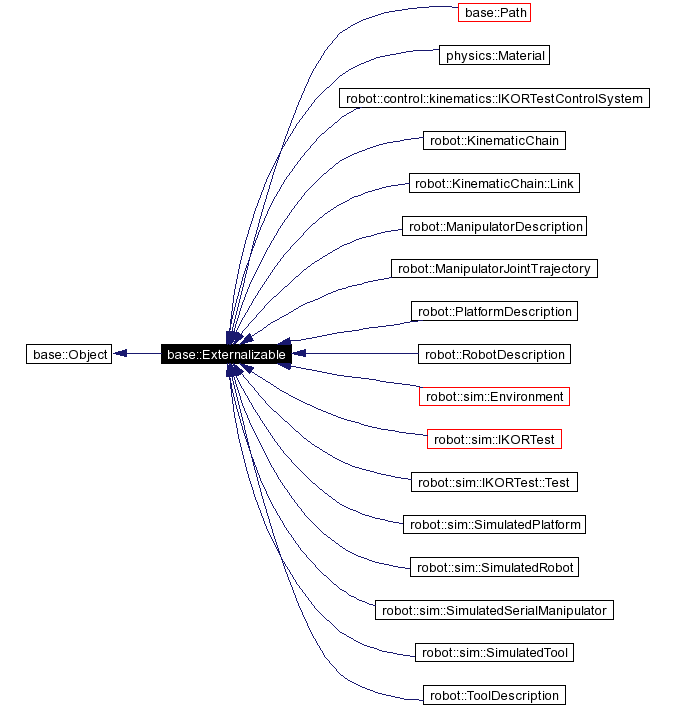 base::Path
physics::Material
robot::control::kinematics::IKORTestControlSystem
robot::KinematicChain
robot::KinematicChain::Link
robot::ManipulatorDescription
robot::ManipulatorJointTrajectory
robot::PlatformDescription
base::Object
base::Externalizable
robot::RobotDescription
robot::sim::Environment
robot::sim::IKORTest
robot::sim::IKORTest::Test
robot::sim::SimulatedPlatform
robot::sim::SimulatedRobot
robot::sim::SimulatedSerialManipulator
robot::sim::SimulatedTool
robot::ToolDescription